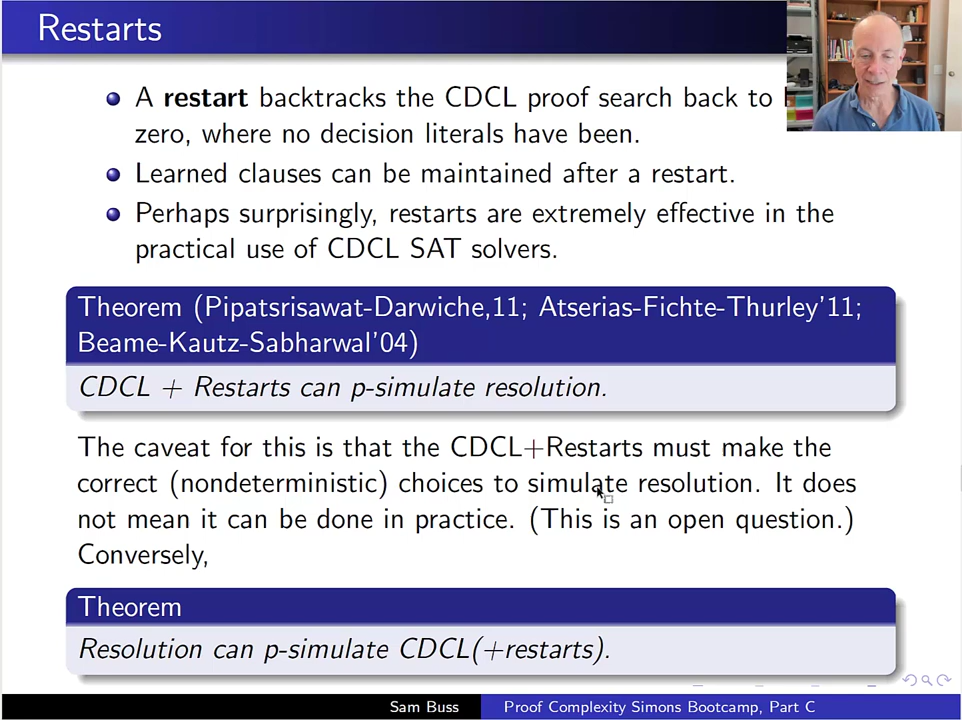 Restarts
A restart backtracks the CDCL proof search back to
zero, where no decision literals have been.
Learned clauses can be maintained after a restart.
Perhaps surprisingly, restarts are extremely effective in the
practical use of CDCL SAT solvers.
Theorem (Pipatsrisawat-Darwiche,11; Atserias-Fichte-Thurley'11;
Beame-Kautz-Sabharwal'04)
CDCL + Restarts can p-simulate resolution.
The caveat for this is that the CDCL+Restarts must make the
correct (nondeterministic) choices to simulate resolution. It does
not mean it can be done in practice. (This is an open question.)
Conversely,
Theorem
Resolution can p-simulate CDCL(+restarts).
Sam Buss Proof Complexity Simons Bootcamp, Part C